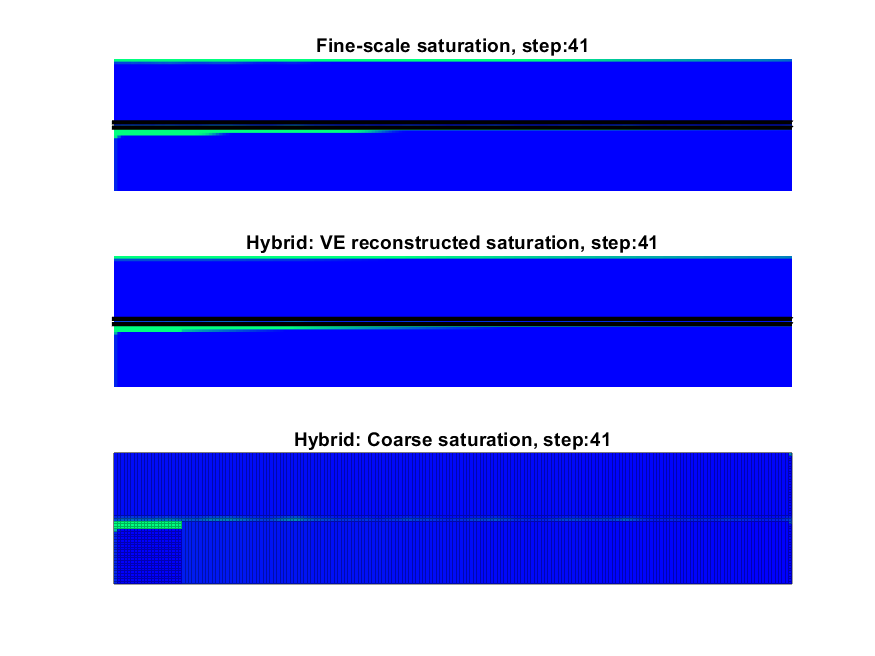 Fine-scale saturation, step:41
Hybrid: VE reconstructed saturation, step:41
Hybrid: Coarse saturation, step:41